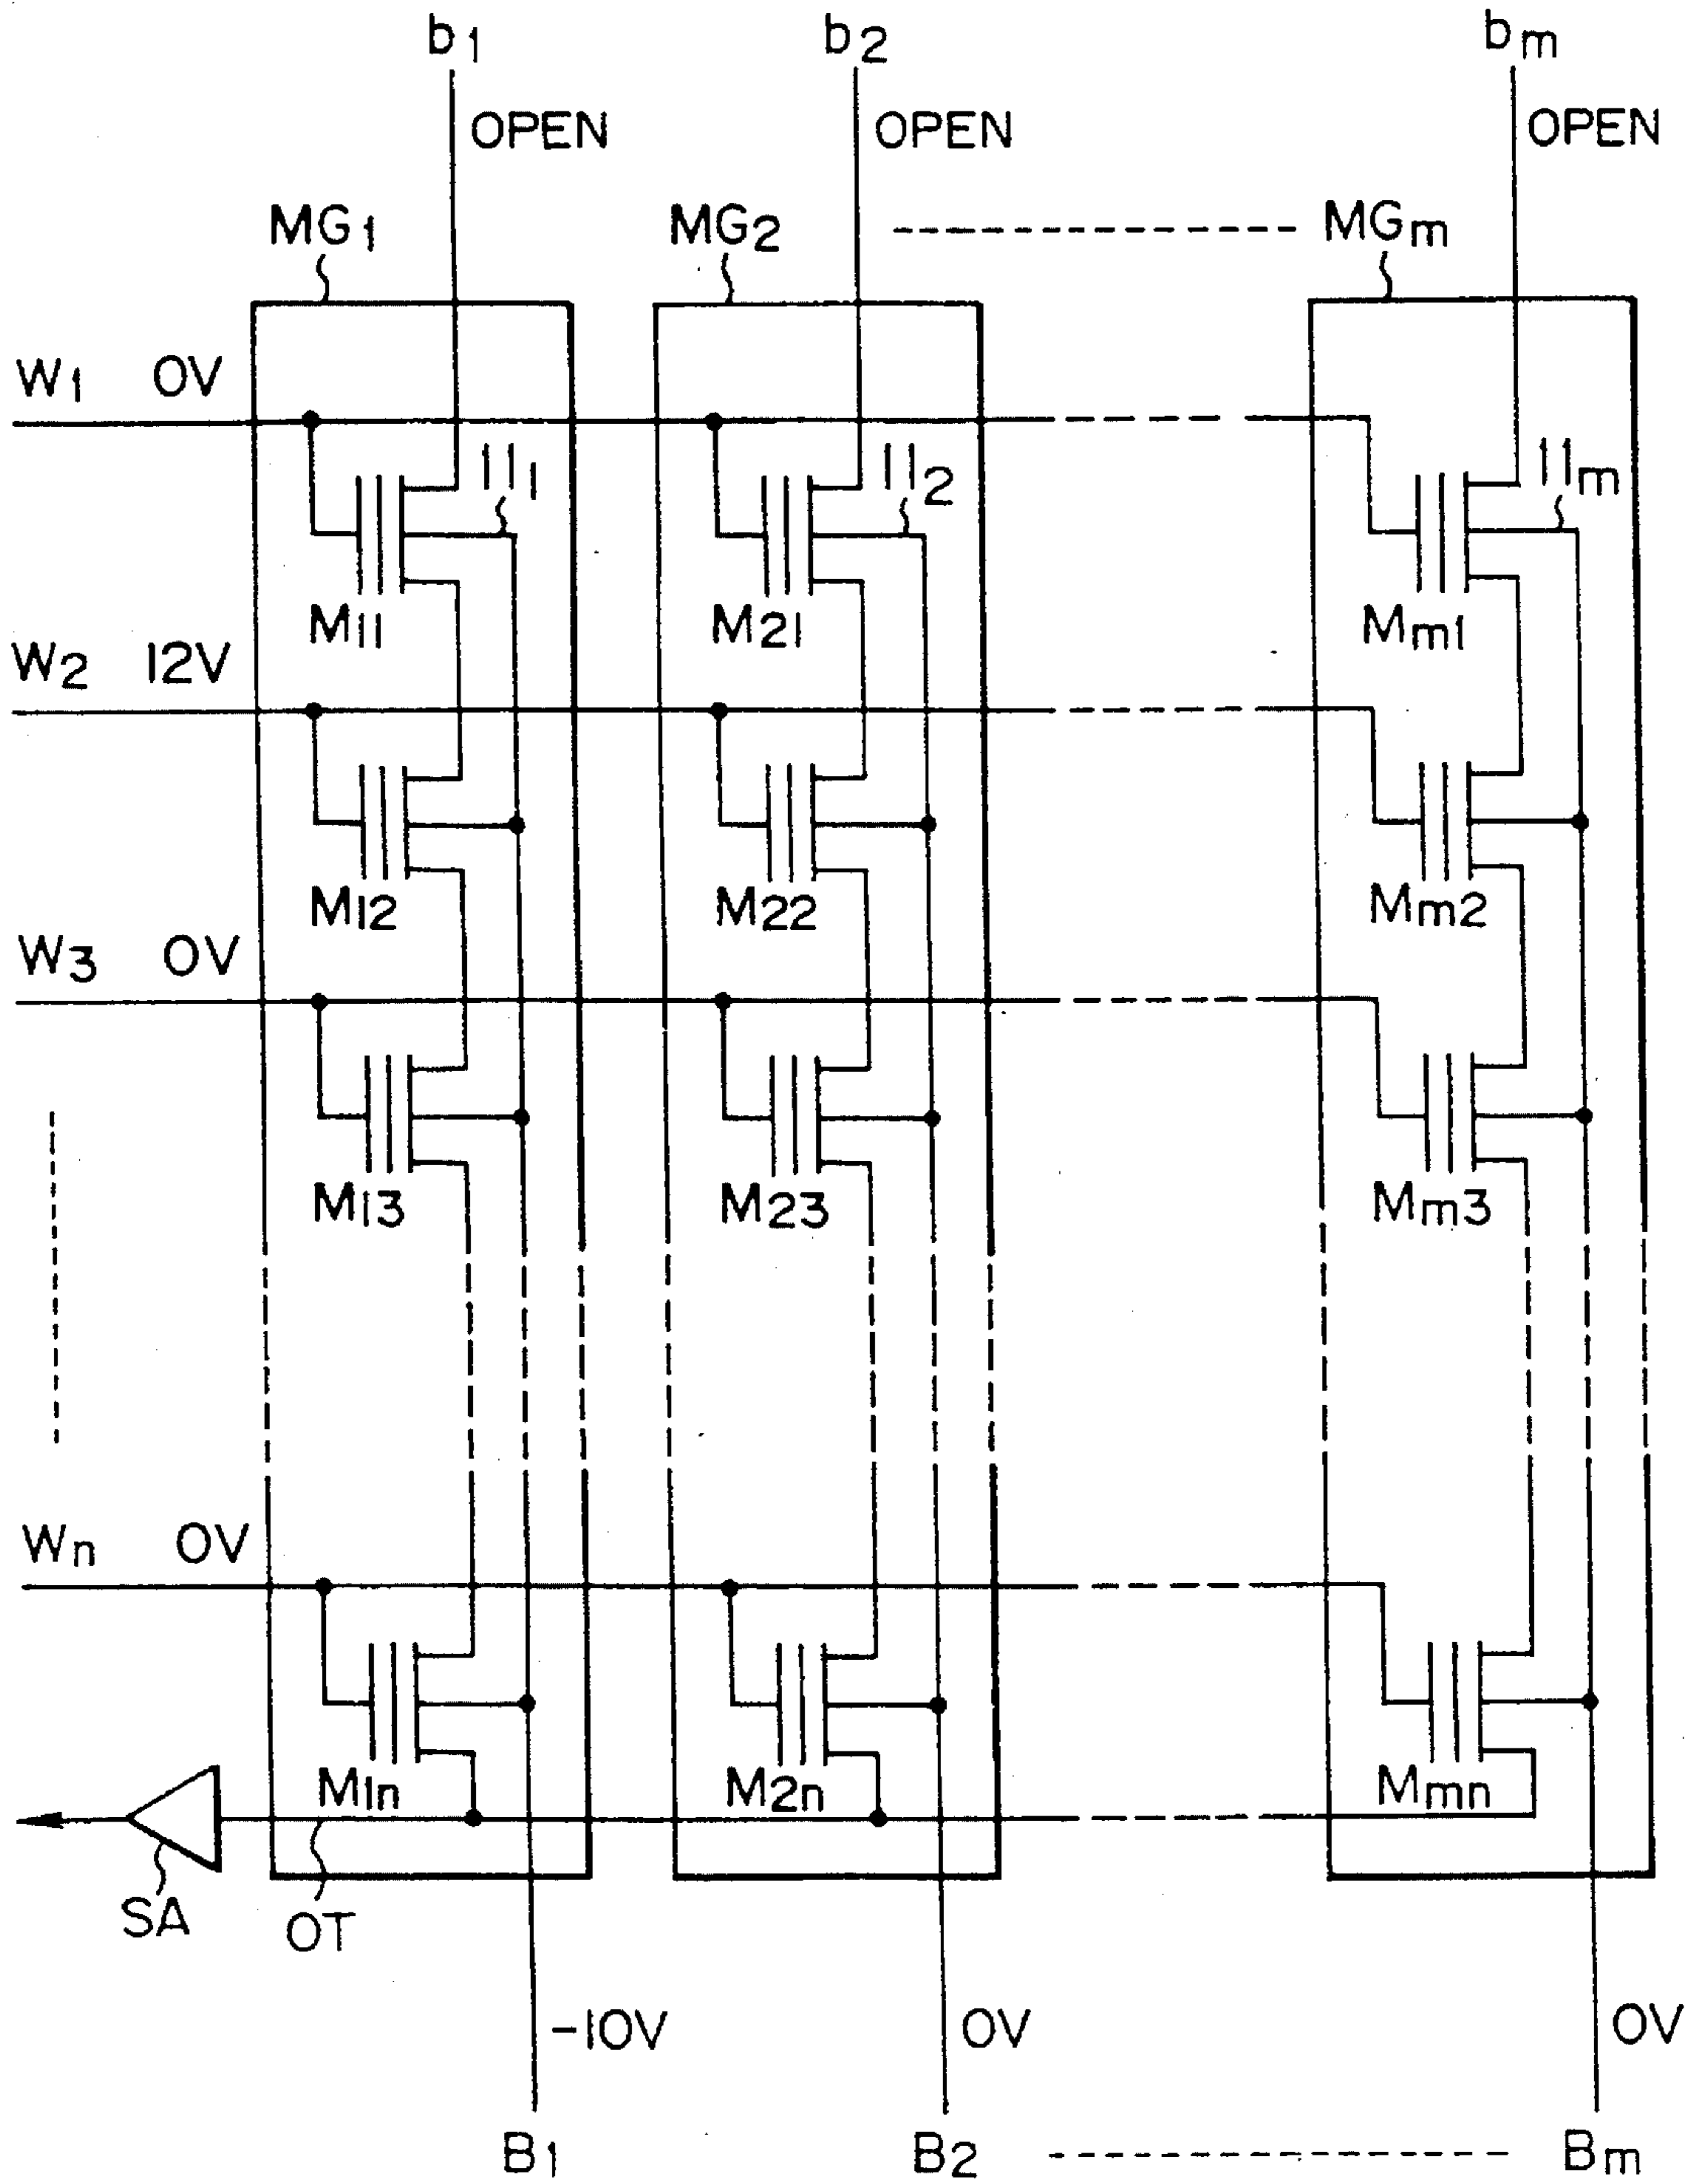 b1 b2 bm
OPEN OPEN OPEN
MG1 MG2 MGm
W1 0V
111 112 11m
M11 M21 Mm1
W2 12V
M12 M22 Mm2
W3 0V
M13 M23 Mm3
Wn 0V
M1n M2n Mmn
SA OT
-10V 0V 0V
B1 B2 Bm